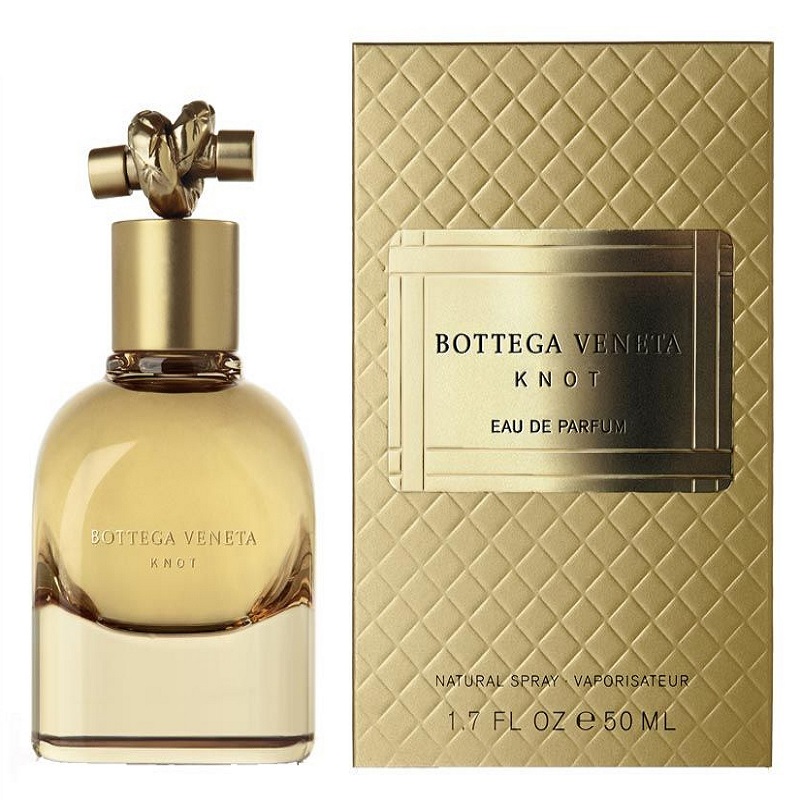 BOTTEGA VENETA
KNOT
BOTTEGA VENETA
KNOT
EAU DE PARFUM
NATURAL SPRAY · VAPORISATEUR
1.7 FL OZ ℮ 50 ML